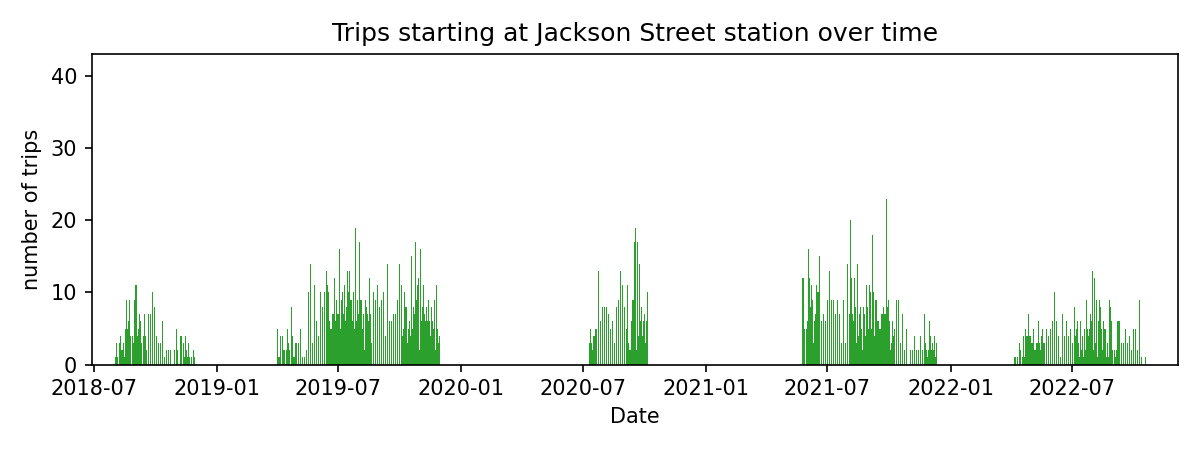 Trips starting at Jackson Street station over time
number of trips
40
30
20
10
0
2018-07 2019-01 2019-07 2020-01 2020-07 2021-01 2021-07 2022-01 2022-07
Date